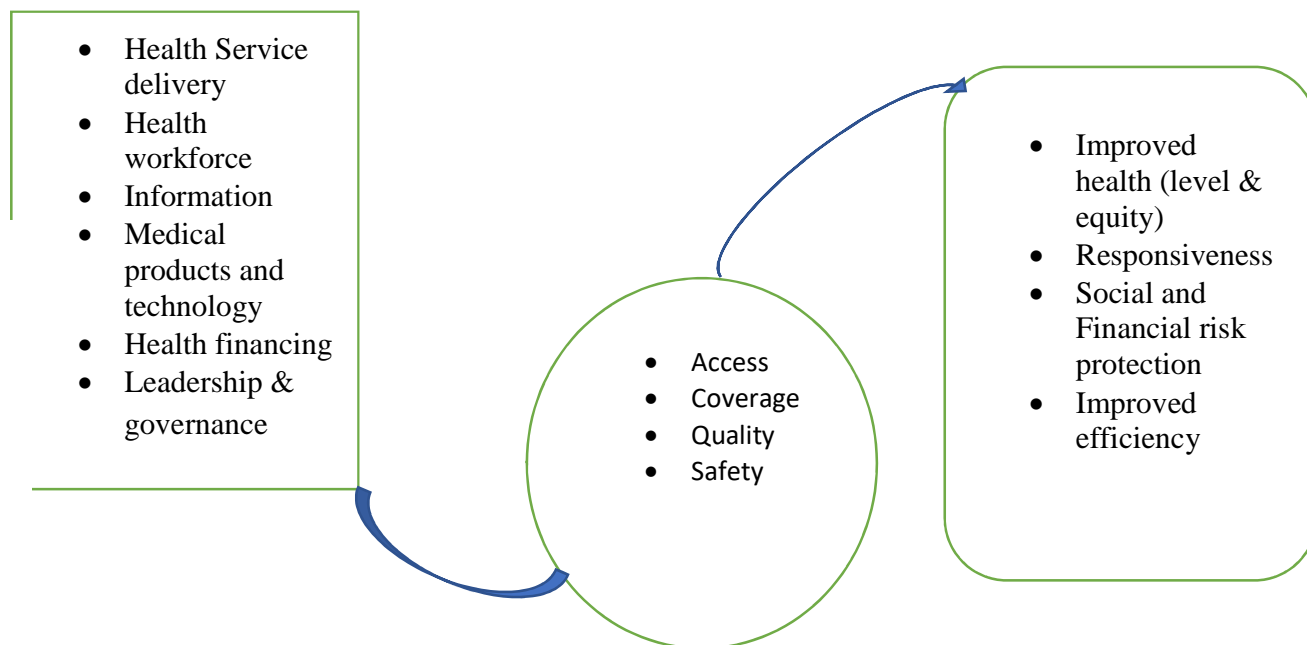 • Health Service
delivery
• Health
workforce
• Information
• Medical
products and
technology
• Health financing
• Leadership &
governance
• Access
• Coverage
• Quality
• Safety
• Improved
health (level &
equity)
• Responsiveness
• Social and
Financial risk
protection
• Improved
efficiency